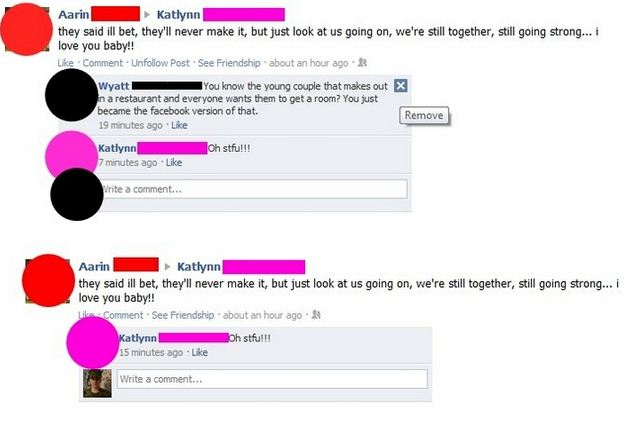 Aarin Katlynn
they said ill bet, they'll never make it, but just look at us going on, we're still together, still going strong... i
love you baby!!
Like · Comment · Unfollow Post · See Friendship · about an hour ago ·
Wyatt You know the young couple that makes out
in a restaurant and everyone wants them to get a room? You just
became the facebook version of that.
19 minutes ago · Like
Remove
Katlynn Oh stfu!!!
7 minutes ago · Like
Write a comment...
Aarin Katlynn
they said ill bet, they'll never make it, but just look at us going on, we're still together, still going strong... i
love you baby!!
Like · Comment · See Friendship · about an hour ago ·
Katlynn Oh stfu!!!
15 minutes ago · Like
Write a comment...